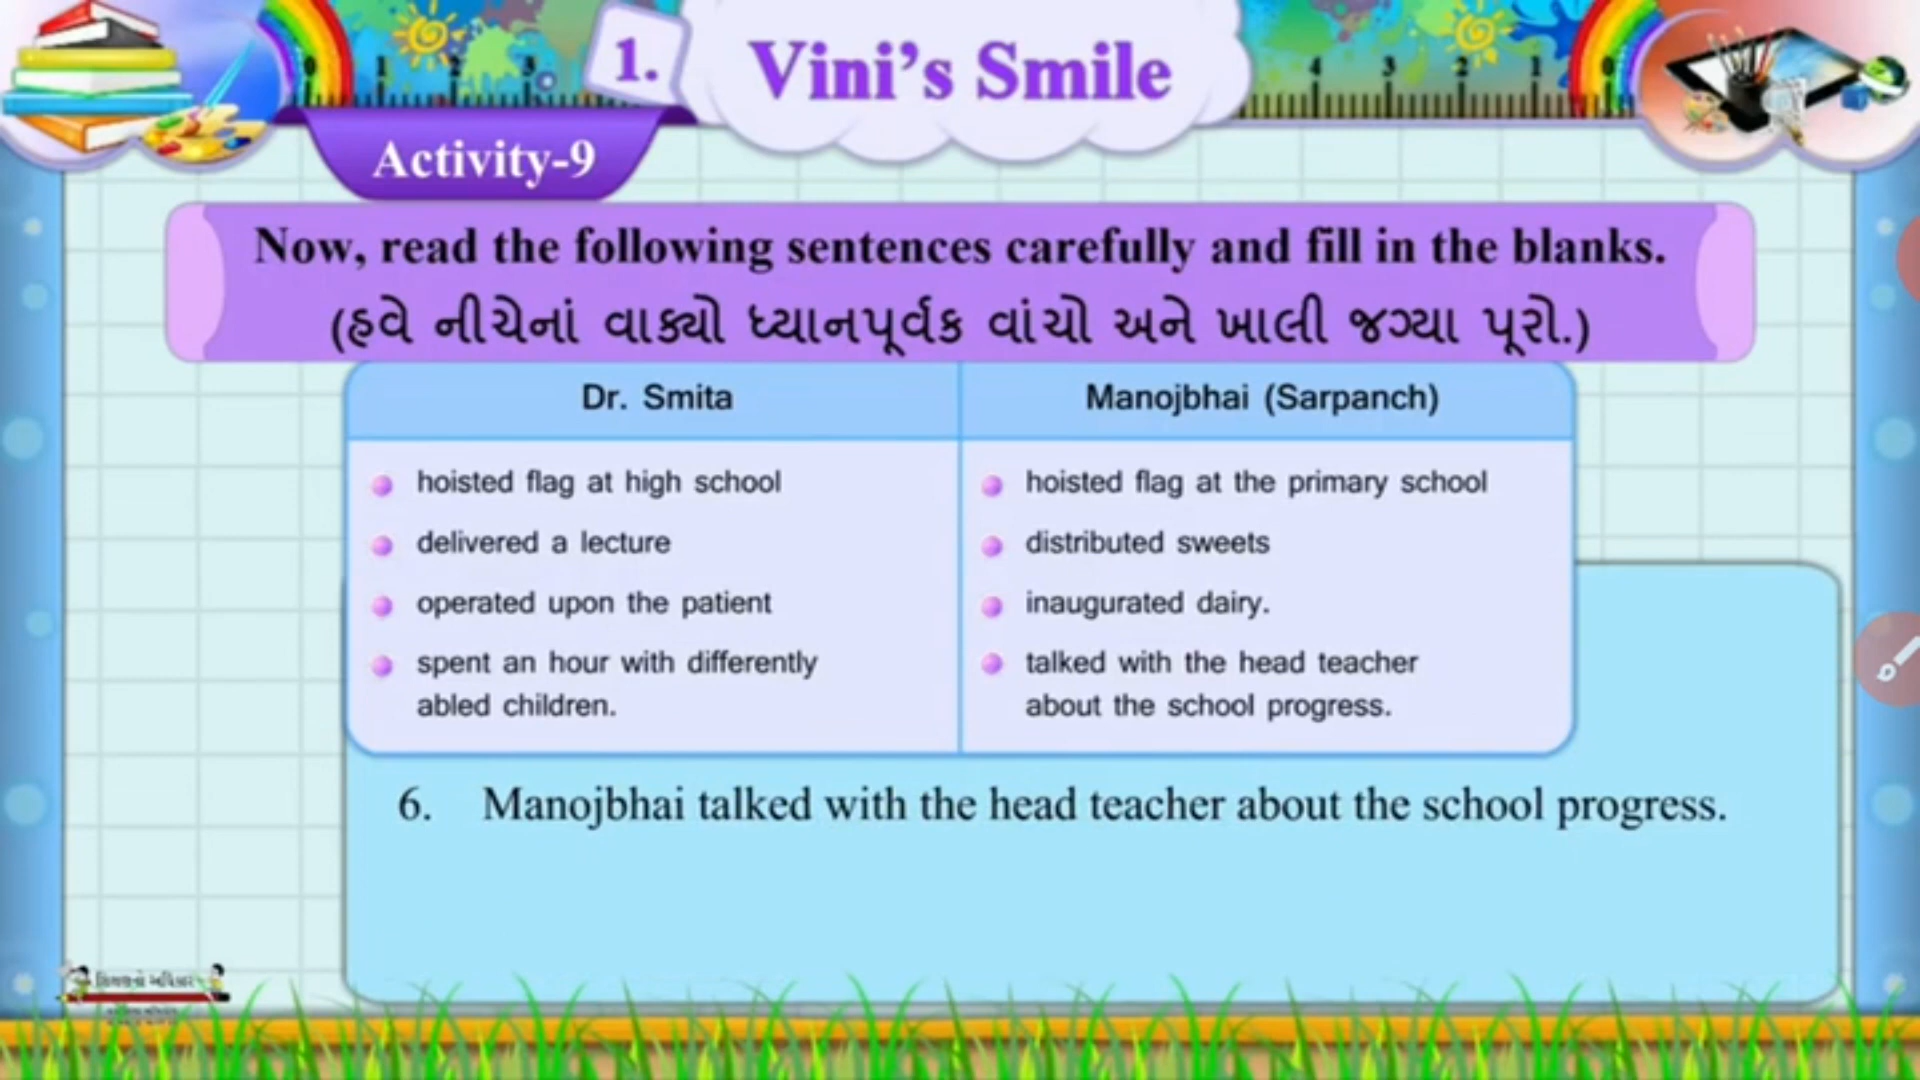 1. Vini's Smile
Activity-9
Now, read the following sentences carefully and fill in the blanks.
(હવે નીચેનાં વાક્યો ધ્યાનપૂર્વક વાંચો અને ખાલી જગ્યા પૂરો.)
Dr. Smita
hoisted flag at high school
delivered a lecture
operated upon the patient
spent an hour with differently
abled children.
Manojbhai (Sarpanch)
hoisted flag at the primary school
distributed sweets
inaugurated dairy.
talked with the head teacher
about the school progress.
6. Manojbhai talked with the head teacher about the school progress.